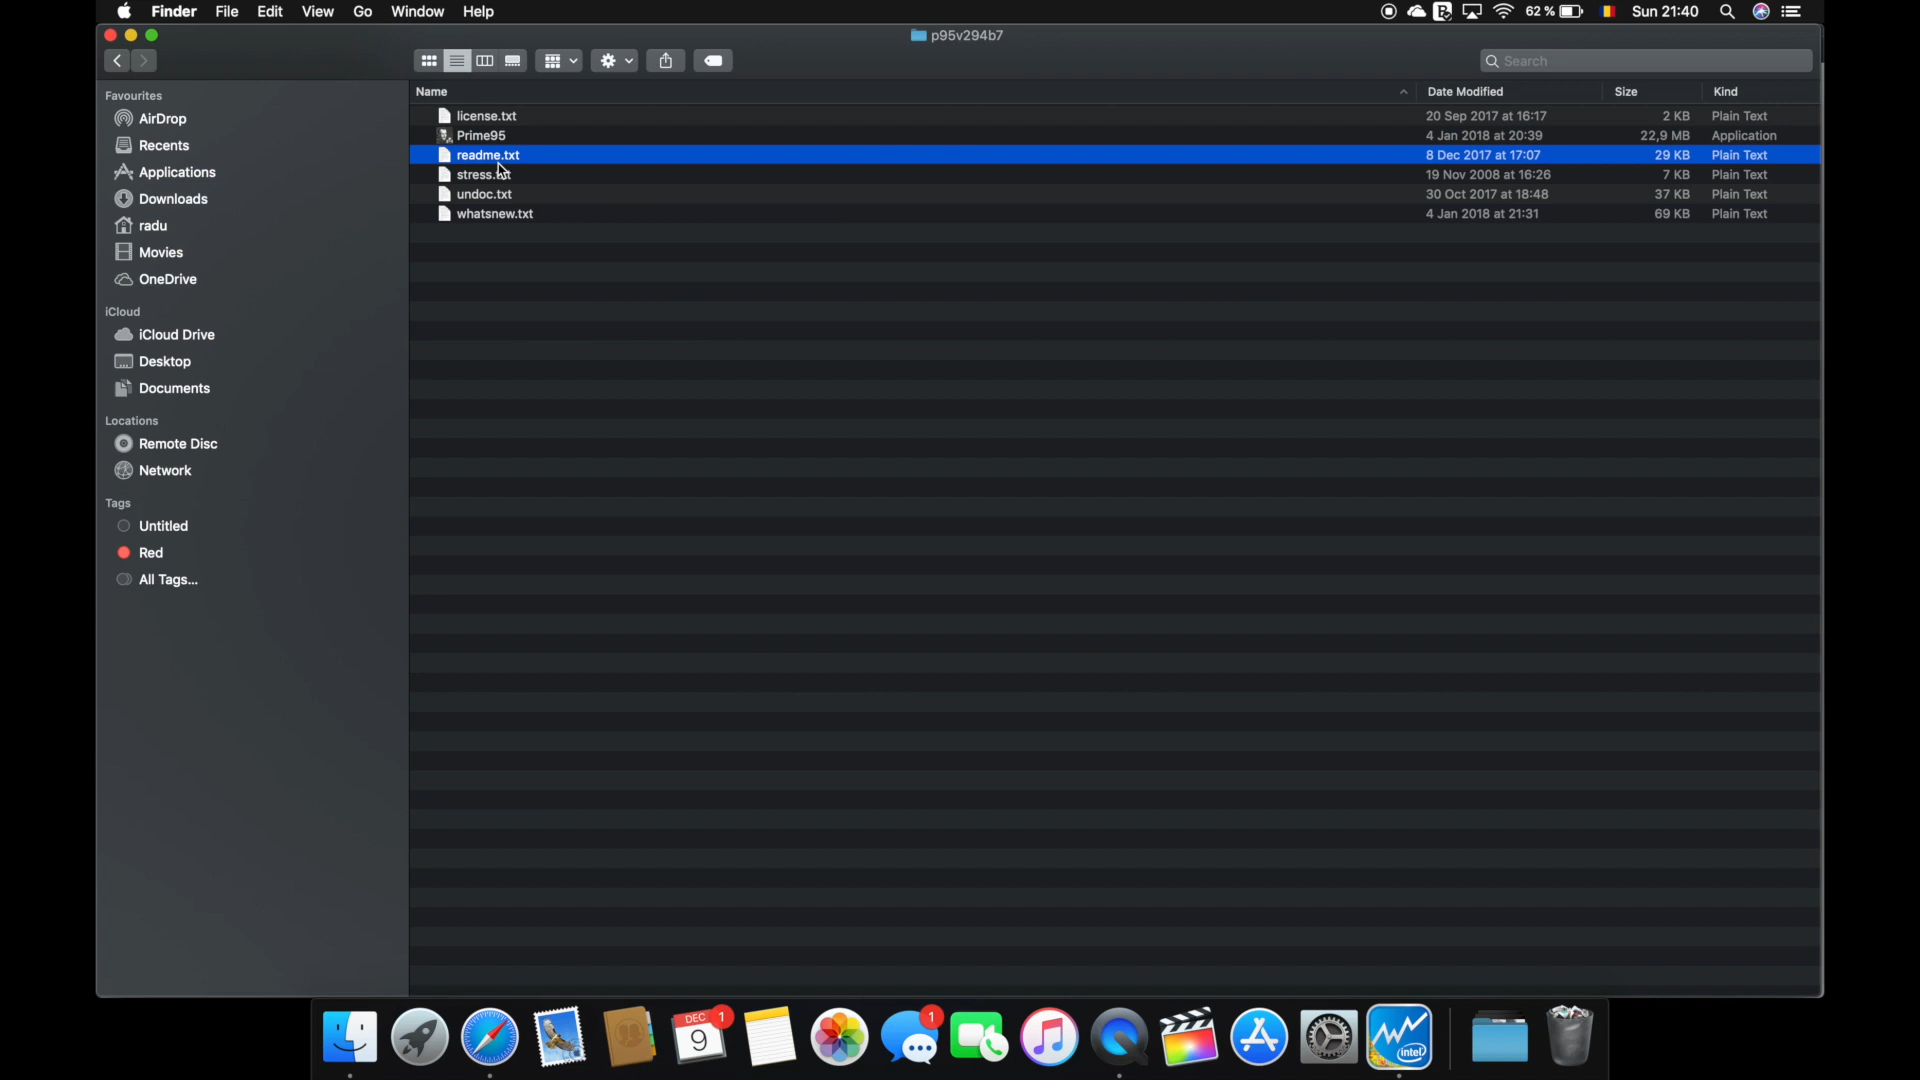 Finder File Edit View Go Window Help 62 % Sun 21:40
p95v294b7
Search
Favourites
AirDrop
Recents
Applications
Downloads
radu
Movies
OneDrive
iCloud
iCloud Drive
Desktop
Documents
Locations
Remote Disc
Network
Tags
Untitled
Red
All Tags...
Name Date Modified Size Kind
license.txt 20 Sep 2017 at 16:17 2 KB Plain Text
Prime95 4 Jan 2018 at 20:39 22,9 MB Application
readme.txt 8 Dec 2017 at 17:07 29 KB Plain Text
stress.txt 19 Nov 2008 at 16:26 7 KB Plain Text
undoc.txt 30 Oct 2017 at 18:48 37 KB Plain Text
whatsnew.txt 4 Jan 2018 at 21:31 69 KB Plain Text
DEC 1 1
9
intel